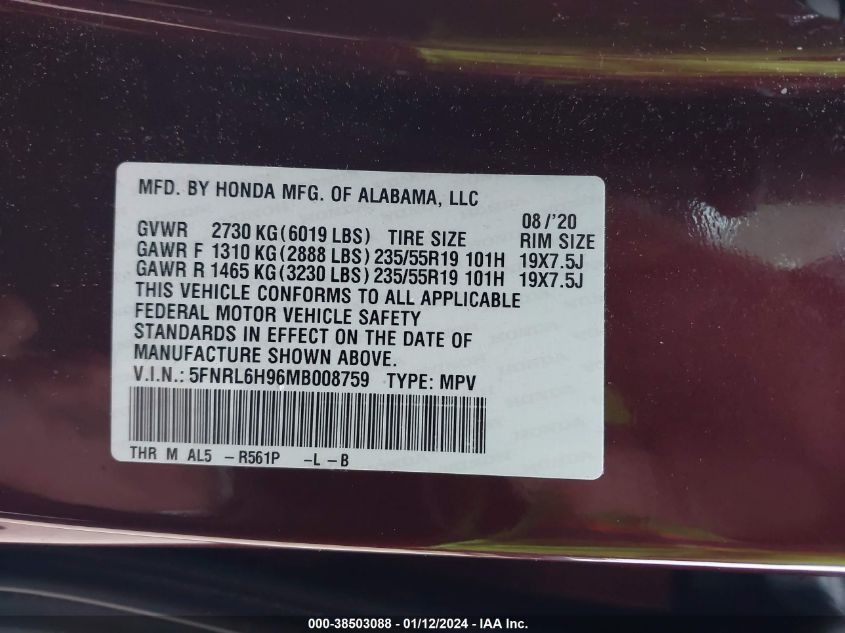 MFD. BY HONDA MFG. OF ALABAMA, LLC
08/'20
GVWR 2730 KG(6019 LBS) TIRE SIZE RIM SIZE
GAWR F 1310 KG(2888 LBS)235/55R19 101H 19X7.5J
GAWR R 1465 KG(3230 LBS)235/55R19 101H 19X7.5J
THIS VEHICLE CONFORMS TO ALL APPLICABLE
FEDERAL MOTOR VEHICLE SAFETY
STANDARDS IN EFFECT ON THE DATE OF
MANUFACTURE SHOWN ABOVE.
V.I.N.: 5FNRL6H96MB008759 TYPE: MPV
THR M AL5 -R561P -L-B
000-38503088 - 01/12/2024 - IAA Inc.